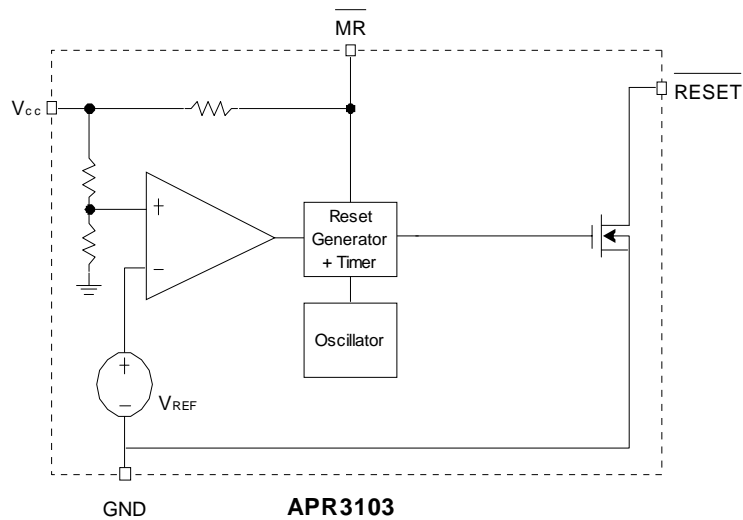 MR
Vcc
RESET
+
−
Reset
Generator
+ Timer
Oscillator
+
−
VREF
GND
APR3103